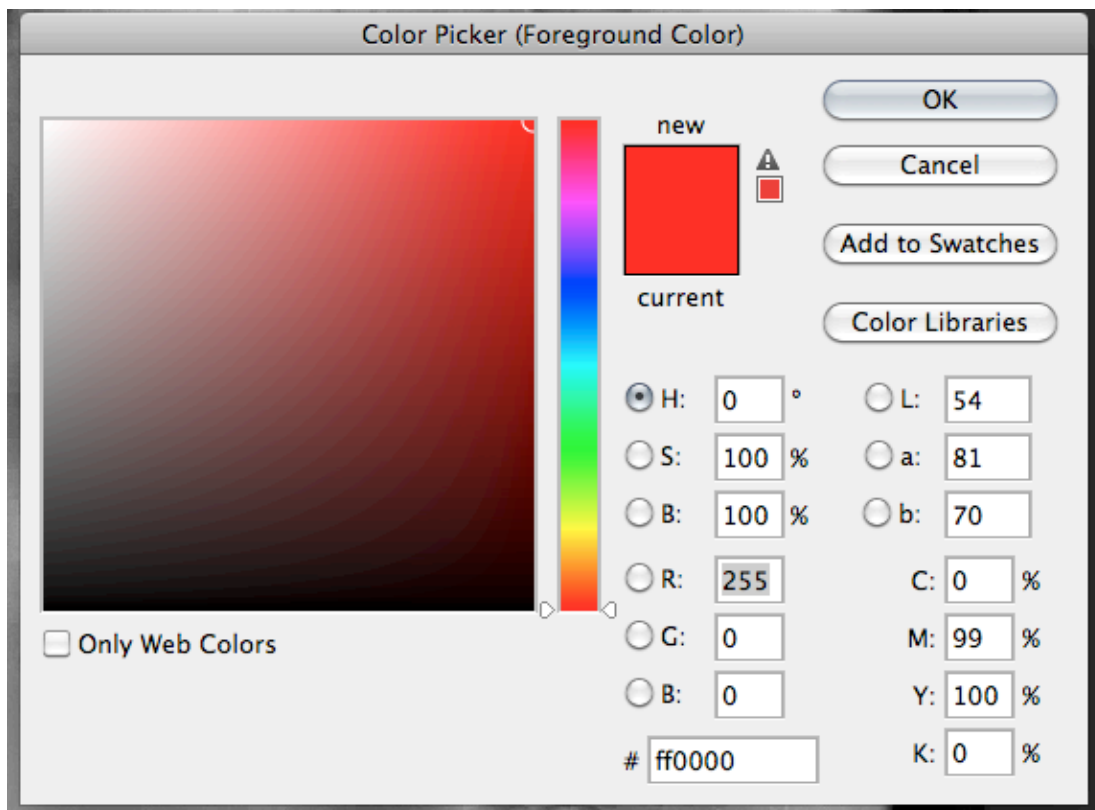 Color Picker (Foreground Color)
new
current
OK
Cancel
Add to Swatches
Color Libraries
H: 0 °
S: 100 %
B: 100 %
R: 255
G: 0
B: 0
# ff0000
L: 54
a: 81
b: 70
C: 0 %
M: 99 %
Y: 100 %
K: 0 %
Only Web Colors